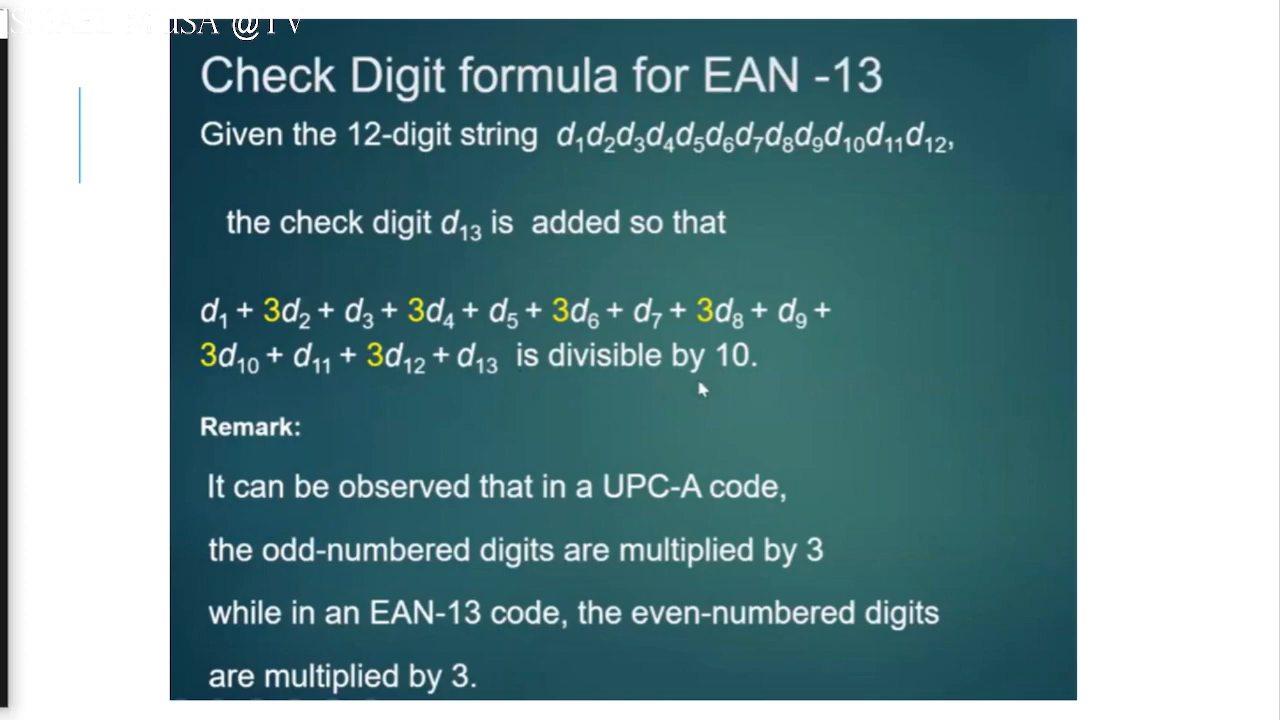 @TV
Check Digit formula for EAN -13
Given the 12-digit string d₁d₂d₃d₄d₅d₆d₇d₈d₉d₁₀d₁₁d₁₂,
the check digit d₁₃ is added so that
d₁ + 3d₂ + d₃ + 3d₄ + d₅ + 3d₆ + d₇ + 3d₈ + d₉ +
3d₁₀ + d₁₁ + 3d₁₂ + d₁₃ is divisible by 10.
Remark:
It can be observed that in a UPC-A code,
the odd-numbered digits are multiplied by 3
while in an EAN-13 code, the even-numbered digits
are multiplied by 3.